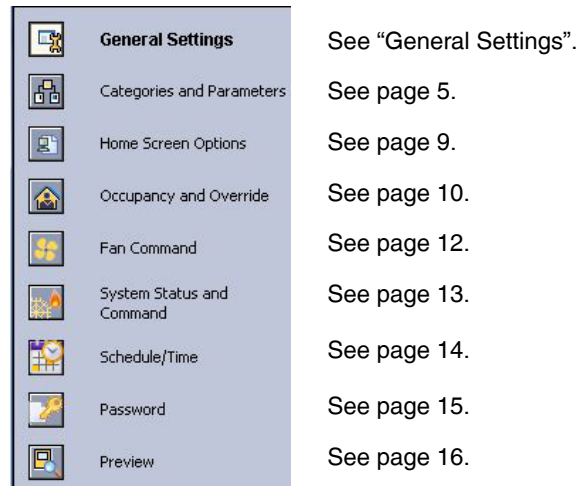 General Settings See “General Settings”.
Categories and Parameters See page 5.
Home Screen Options See page 9.
Occupancy and Override See page 10.
Fan Command See page 12.
System Status and
Command See page 13.
Schedule/Time See page 14.
Password See page 15.
Preview See page 16.